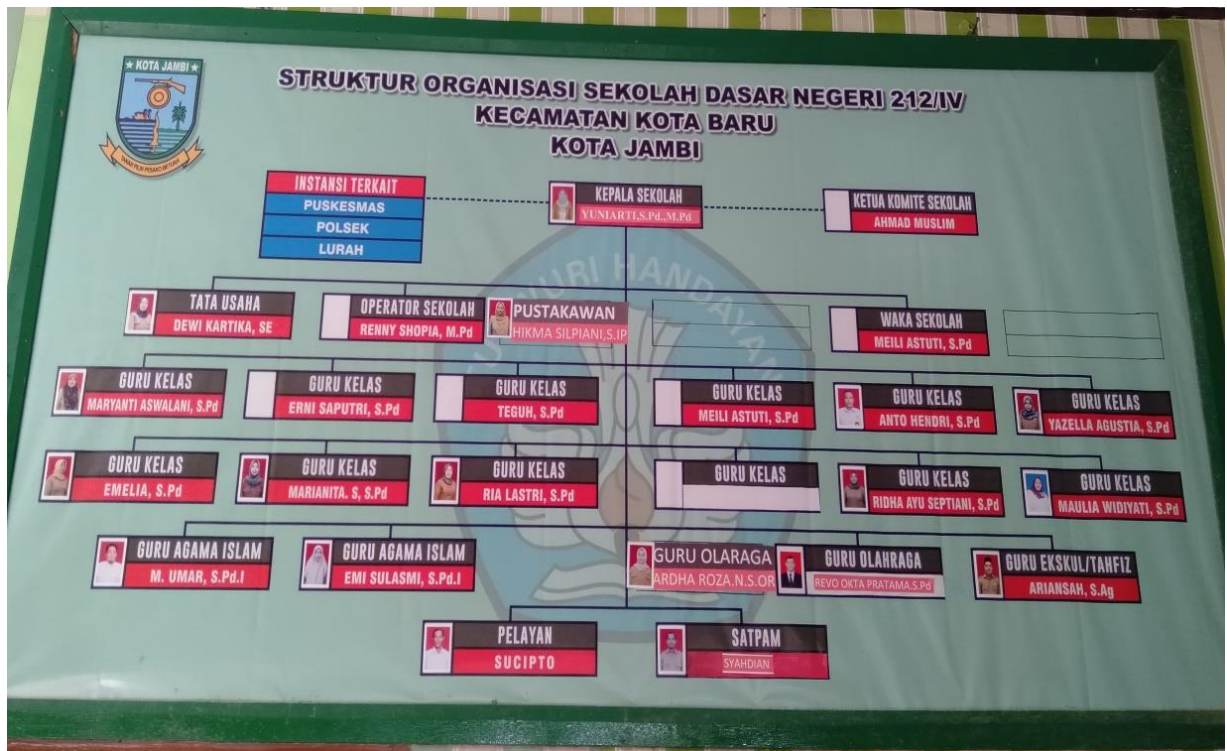 ★ KOTA JAMBI ★
TANAH PILIH PESAKO BETUAH
STRUKTUR ORGANISASI SEKOLAH DASAR NEGERI 212/IV
KECAMATAN KOTA BARU
KOTA JAMBI
INSTANSI TERKAIT
PUSKESMAS
POLSEK
LURAH
KEPALA SEKOLAH
YUNIARTI,S.Pd.,M.Pd
KETUA KOMITE SEKOLAH
AHMAD MUSLIM
TATA USAHA
DEWI KARTIKA, SE
OPERATOR SEKOLAH
RENNY SHOPIA, M.Pd
PUSTAKAWAN
HIKMA SILPIANI,S.IP
WAKA SEKOLAH
MEILI ASTUTI, S.Pd
GURU KELAS
MARYANTI ASWALANI, S.Pd
GURU KELAS
ERNI SAPUTRI, S.Pd
GURU KELAS
TEGUH, S.Pd
GURU KELAS
MEILI ASTUTI, S.Pd
GURU KELAS
ANTO HENDRI, S.Pd
GURU KELAS
YAZELLA AGUSTIA, S.Pd
GURU KELAS
EMELIA, S.Pd
GURU KELAS
MARIANITA. S, S.Pd
GURU KELAS
RIA LASTRI, S.Pd
GURU KELAS
GURU KELAS
RIDHA AYU SEPTIANI, S.Pd
GURU KELAS
MAULIA WIDIYATI, S.Pd
GURU AGAMA ISLAM
M. UMAR, S.Pd.I
GURU AGAMA ISLAM
EMI SULASMI, S.Pd.I
GURU OLARAGA
ARDHA ROZA.N.S.OR
GURU OLAHRAGA
REVO OKTA PRATAMA.S.Pd
GURU EKSKUL/TAHFIZ
ARIANSAH, S.Ag
PELAYAN
SUCIPTO
SATPAM
SYAHDIAN